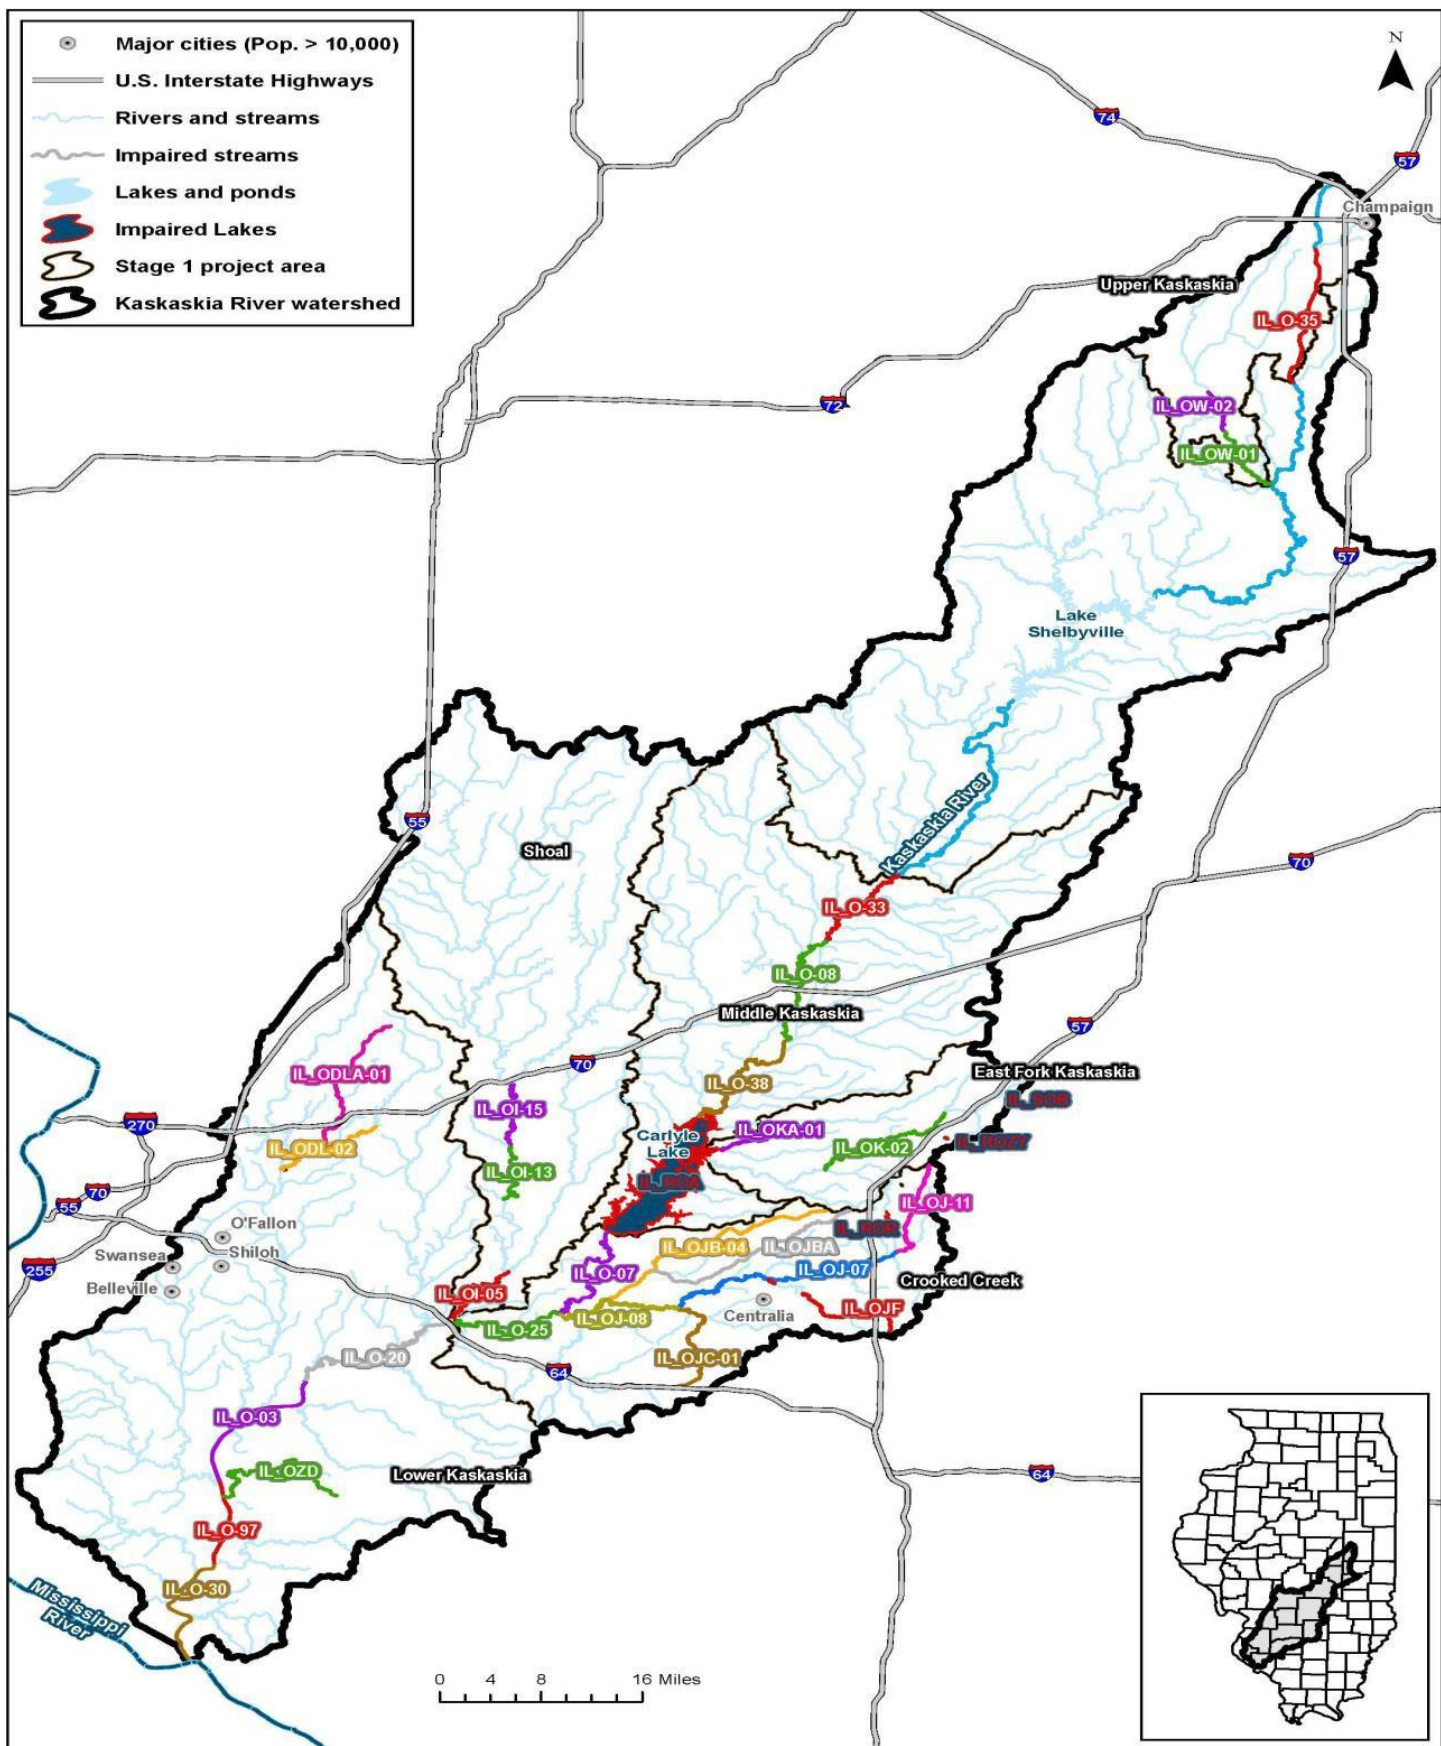 Major cities (Pop. > 10,000)
U.S. Interstate Highways
Rivers and streams
Impaired streams
Lakes and ponds
Impaired Lakes
Stage 1 project area
Kaskaskia River watershed
N
74
57
Champaign
Upper Kaskaskia
IL_O-35
72
IL_OW-02
IL_OW-01
57
Lake
Shelbyville
Kaskaskia River
55
Shoal
70
IL_O-33
IL_O-08
Middle Kaskaskia
57
70
East Fork Kaskaskia
IL_ODLA-01
IL_O-38
IL_SOB
IL_OI-15
270
Carlyle
Lake
IL_OKA-01
IL_OK-02
IL_ROZY
IL_ODL-02
IL_OI-13
IL_ROA
70
55
IL_OJ-11
O'Fallon
Shiloh
Swansea
Belleville
255
IL_ROR
IL_OJB-04
IL_OJBA
IL_O-07
IL_OJ-07
Crooked Creek
IL_OI-05
IL_OJF
Centralia
IL_O-25
IL_OJ-08
IL_O-20
IL_OJC-01
64
IL_O-03
IL_OZD
Lower Kaskaskia
64
IL_O-97
IL_O-30
Mississippi
River
0 4 8 16 Miles